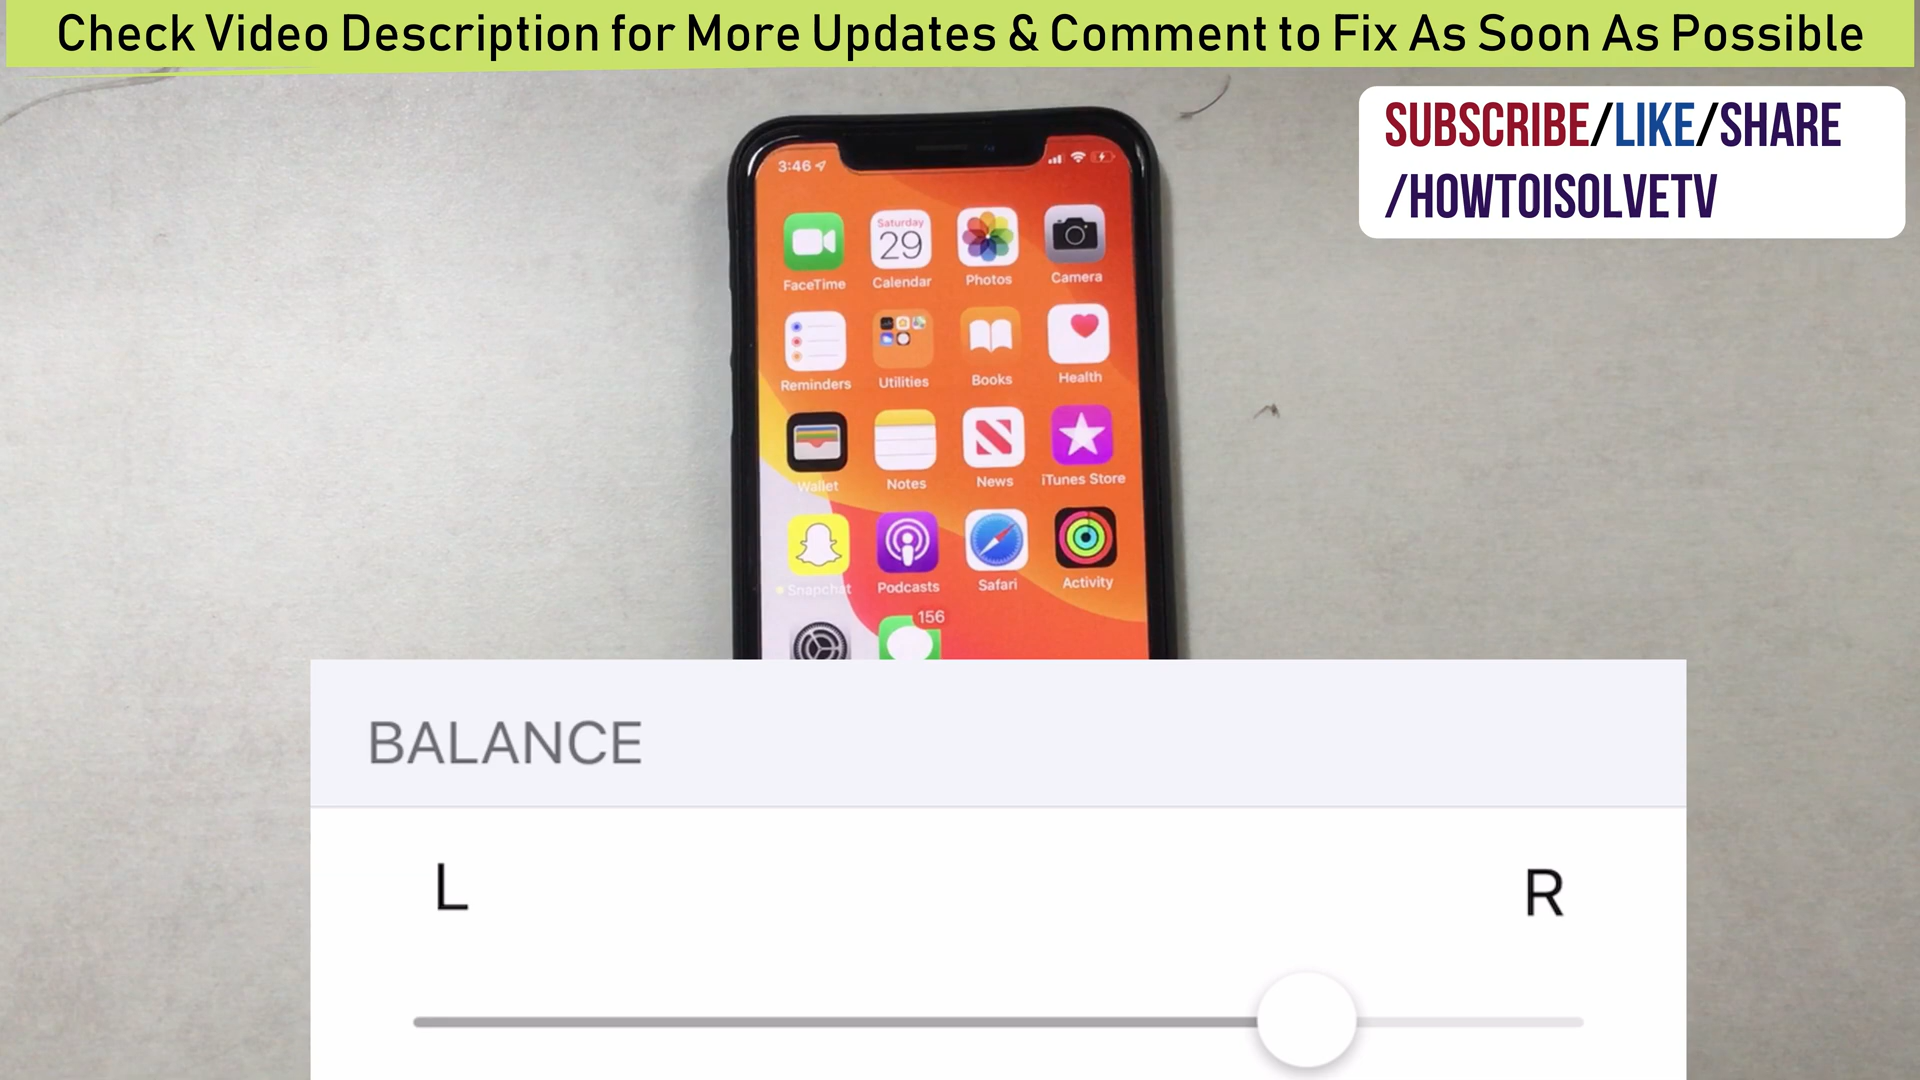 Check Video Description for More Updates & Comment to Fix As Soon As Possible
SUBSCRIBE/LIKE/SHARE
/HOWTOISOLVETV
3:46
Saturday
29
FaceTime Calendar Photos Camera
Reminders Utilities Books Health
Wallet Notes News iTunes Store
Snapchat Podcasts Safari Activity
156
BALANCE
L R